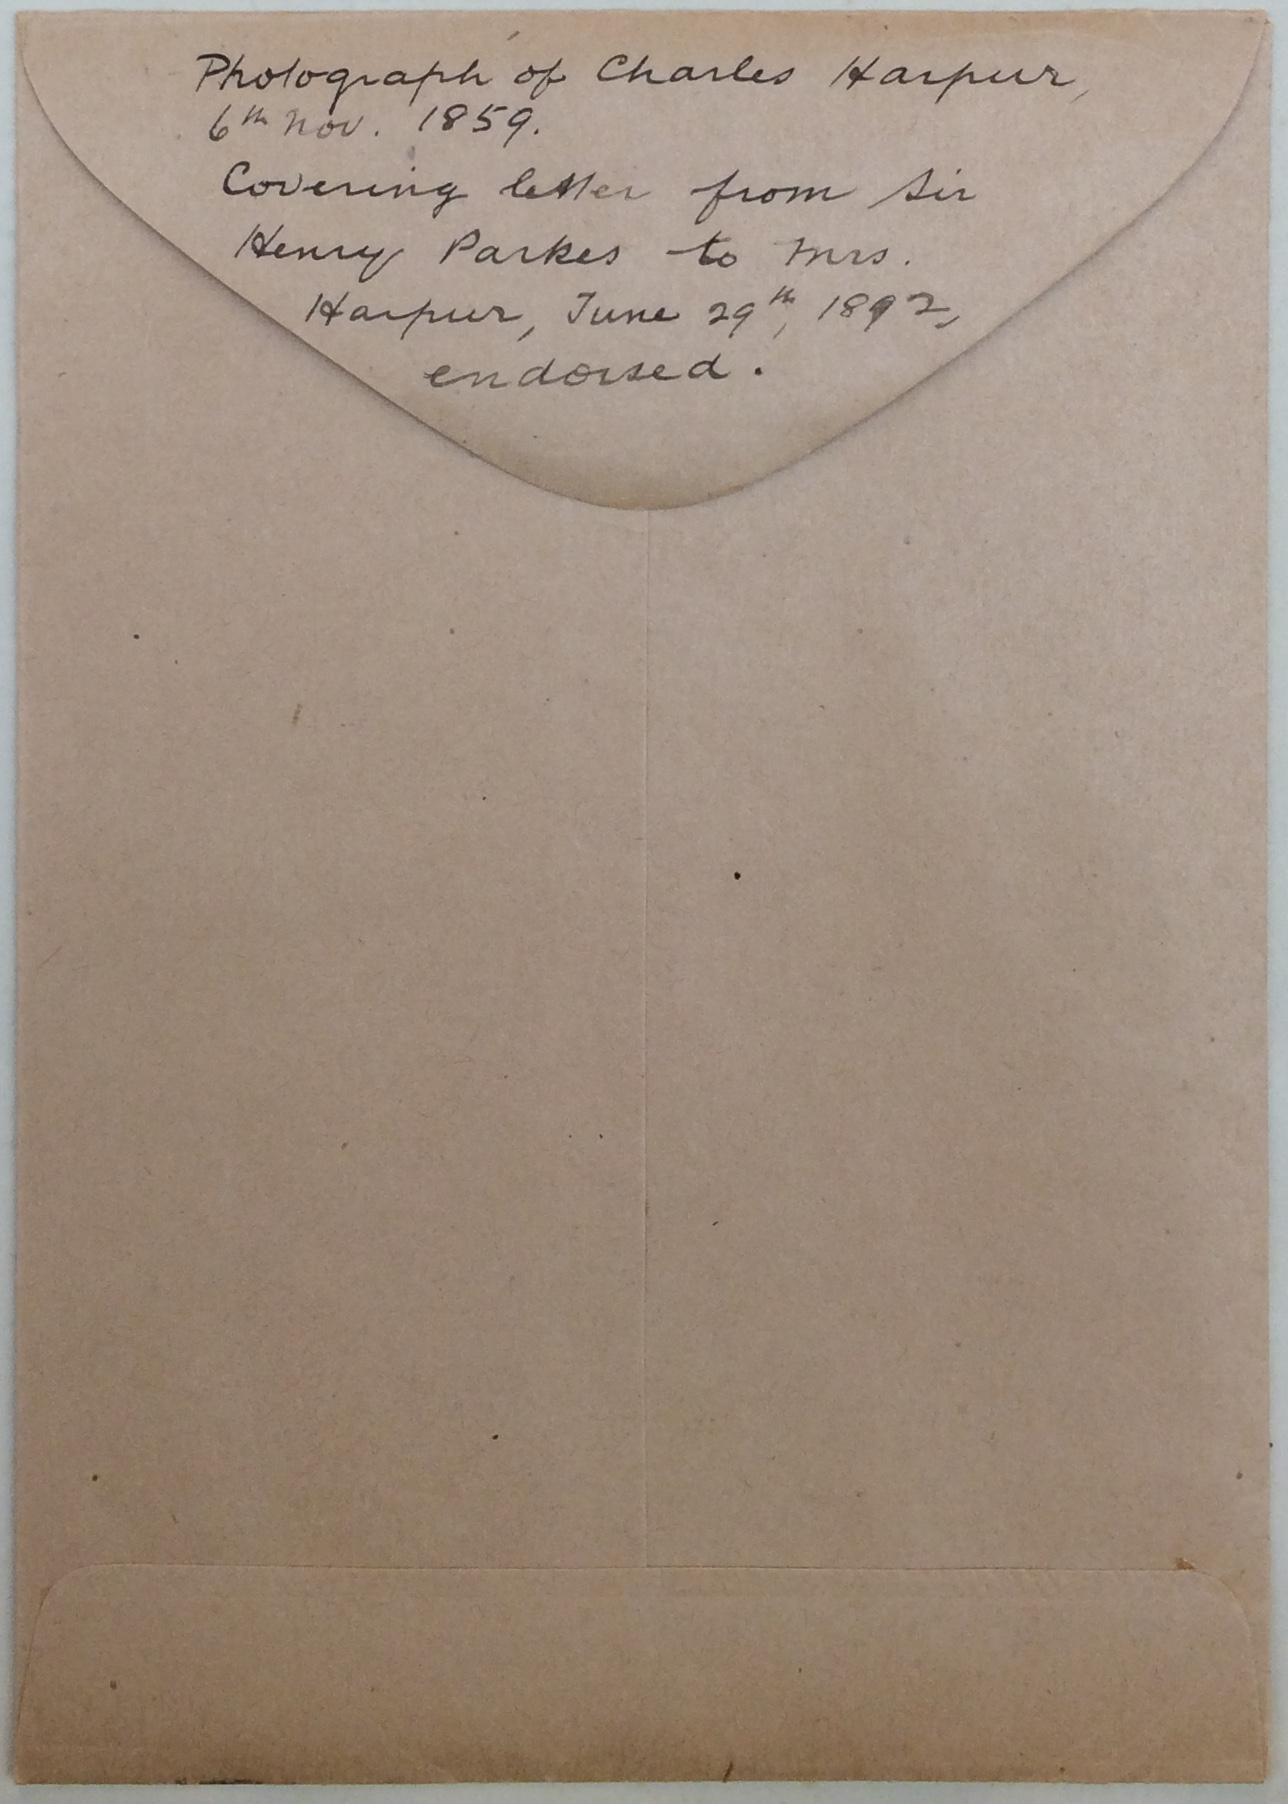 Photograph of Charles Harpur,
6th Nov. 1859.
Covering letter from Sir
Henry Parkes to Mrs.
Harpur, June 29th, 1892,
endorsed.